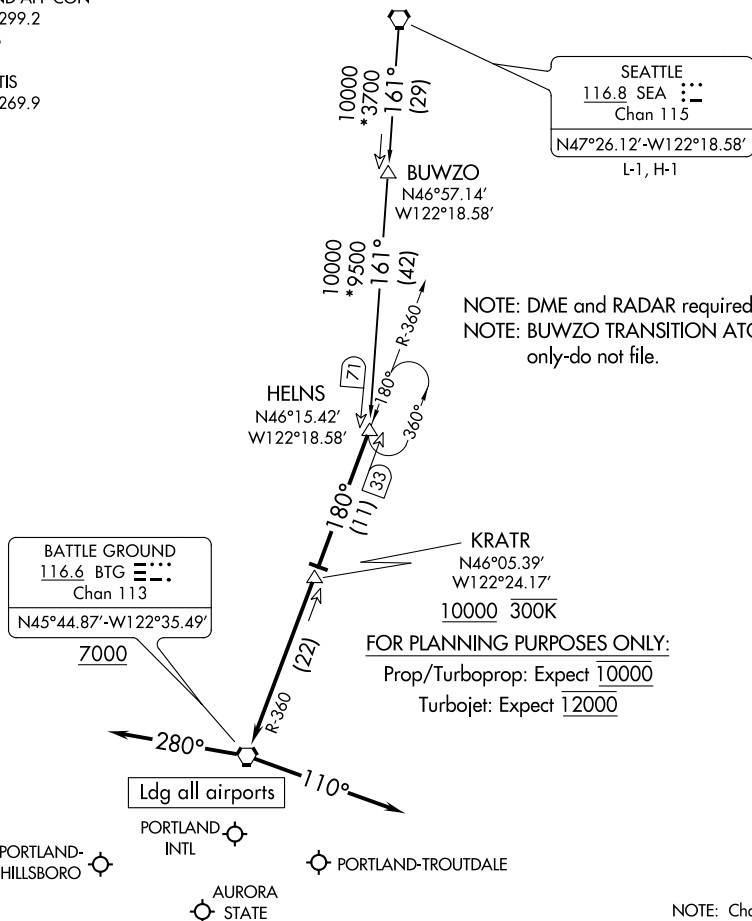 299.2
TIS
269.9
10000
*3700
161°
(29)
SEATTLE
116.8 SEA
Chan 115
N47°26.12'-W122°18.58'
L-1, H-1
BUWZO
N46°57.14'
W122°18.58'
10000
*9500
161°
(42)
NOTE: DME and RADAR required
NOTE: BUWZO TRANSITION ATC
only-do not file.
R-360
180°
360°
71
HELNS
N46°15.42'
W122°18.58'
33
180°
(11)
KRATR
N46°05.39'
W122°24.17'
10000 300K
BATTLE GROUND
116.6 BTG
Chan 113
N45°44.87'-W122°35.49'
7000
FOR PLANNING PURPOSES ONLY:
Prop/Turboprop: Expect 10000
Turbojet: Expect 12000
(22)
R-360
280°
110°
Ldg all airports
PORTLAND
INTL
PORTLAND-
HILLSBORO
PORTLAND-TROUTDALE
AURORA
STATE
NOTE: Cha